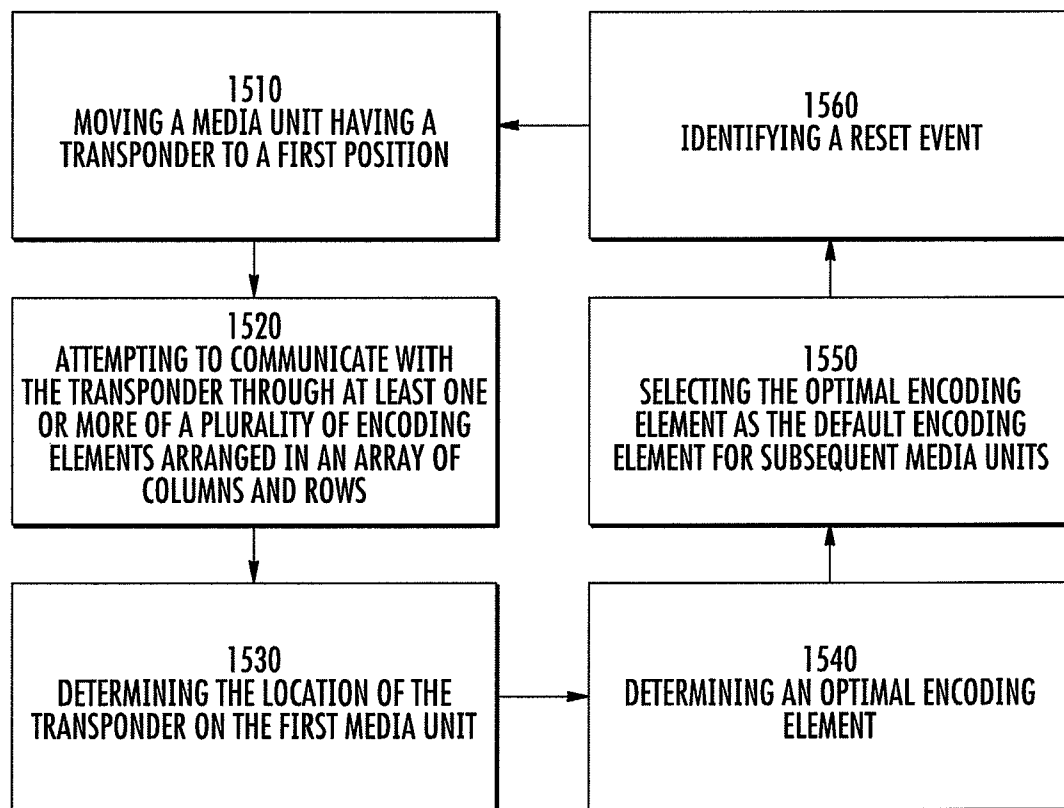 1510
MOVING A MEDIA UNIT HAVING A
TRANSPONDER TO A FIRST POSITION
1520
ATTEMPTING TO COMMUNICATE WITH
THE TRANSPONDER THROUGH AT LEAST ONE
OR MORE OF A PLURALITY OF ENCODING
ELEMENTS ARRANGED IN AN ARRAY OF
COLUMNS AND ROWS
1530
DETERMINING THE LOCATION OF THE
TRANSPONDER ON THE FIRST MEDIA UNIT
1540
DETERMINING AN OPTIMAL ENCODING
ELEMENT
1550
SELECTING THE OPTIMAL ENCODING
ELEMENT AS THE DEFAULT ENCODING
ELEMENT FOR SUBSEQUENT MEDIA UNITS
1560
IDENTIFYING A RESET EVENT